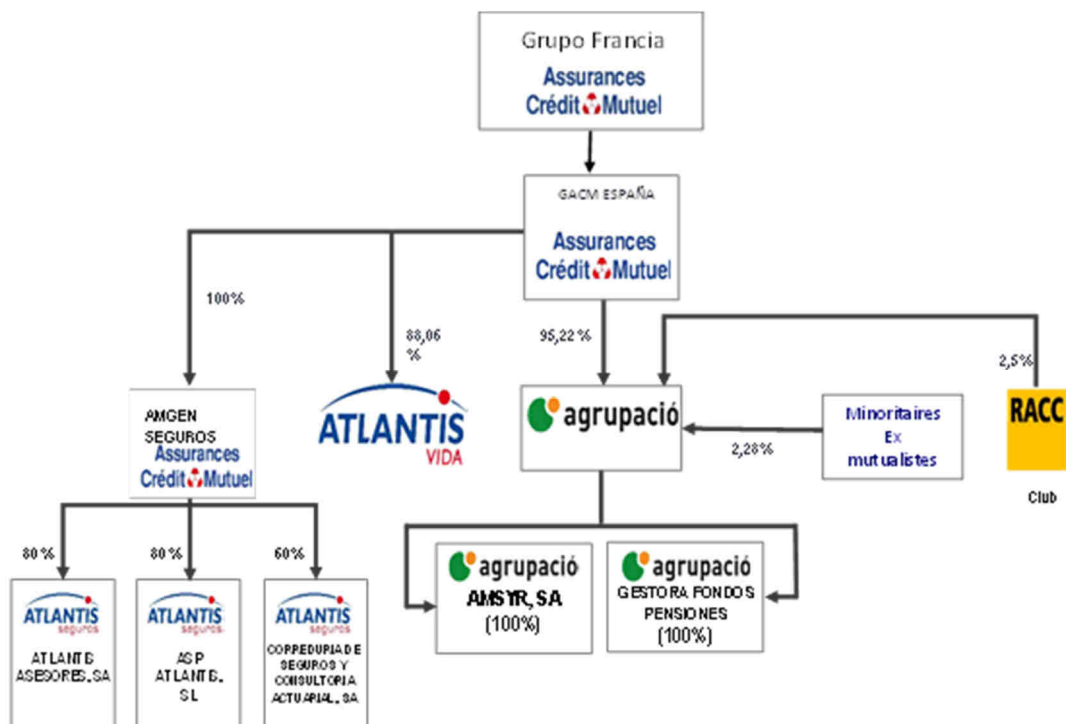 Grupo Francia
Assurances
Crédit Mutuel
GACM ESPAÑA
Assurances
Crédit Mutuel
100%
88,06
%
95,22%
2,5%
AMGEN
SEGUROS
Assurances
Crédit Mutuel
ATLANTIS
VIDA
agrupació
2,28%
Minoritaires
Ex
mutualistes
RACC
Club
80%
80%
60%
ATLANTIS
seguros
ATLANTIS
ASESORES, SA
ATLANTIS
seguros
ASP
ATLANTIS,
SL
ATLANTIS
seguros
CORREDURIA DE
SEGUROS Y
CONSULTORIA
ACTUARIAL, SA
agrupació
AMSYR, SA
(100%)
agrupació
GESTORA FONDOS
PENSIONES
(100%)